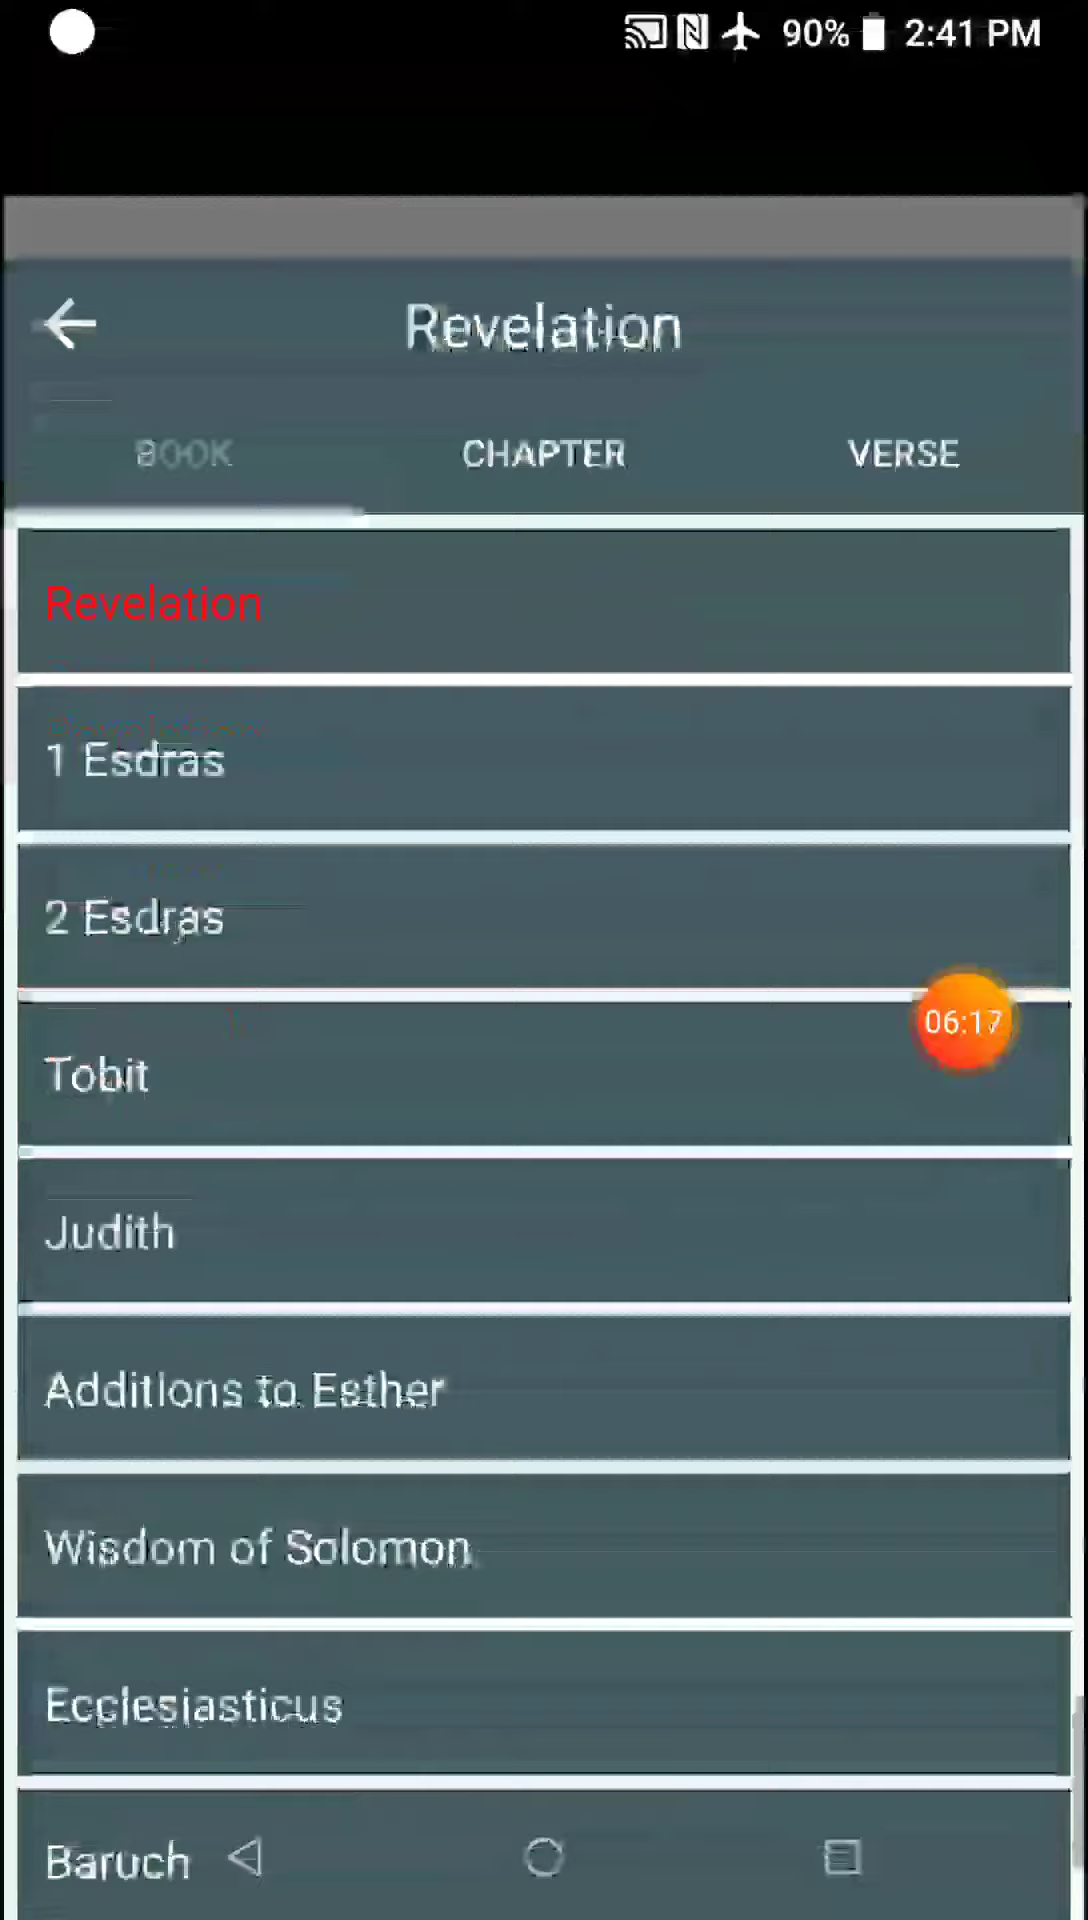 90% 2:41 PM
Revelation
BOOK CHAPTER VERSE
Revelation
1 Esdras
2 Esdras
06:17
Tobit
Judith
Additions to Esther
Wisdom of Solomon
Ecclesiasticus
Baruch